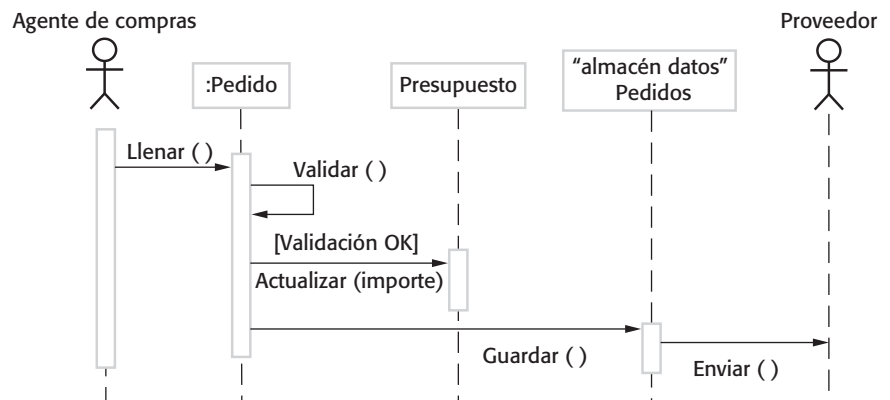 Agente de compras
Proveedor
:Pedido
Presupuesto
“almacén datos”
Pedidos
Llenar ( )
Validar ( )
[Validación OK]
Actualizar (importe)
Guardar ( )
Enviar ( )